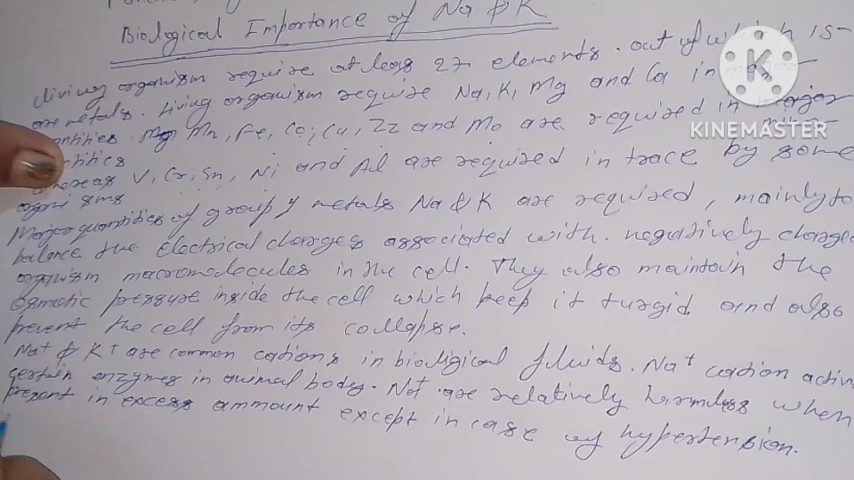 Biological Importance of Na & K
Living organism require at leas 27 elements. out of which 15
are metals. Living organism require Na, K, Mg and Ca in major
quantities. Mg Mn, Fe, Co, Cu, Zz and Mo are required in
KINEMASTER
whereas V, Cr, Sn, Ni and Al are required in trace by some
organisms
Major quantities of group metals Na & K are required, mainly to
balance the electrical charges associated with. negatively charged
organism macromolecules in the cell. They also maintain the
osmotic pressure inside the cell which keep it turgid and also
prevent the cell from its collapse.
Na+ & K+ are common cations in biological fluids. Na+ cation
certain enzymes in animal body. Na+ are relatively harmless when
present in excess ammount except in case of hypertension.